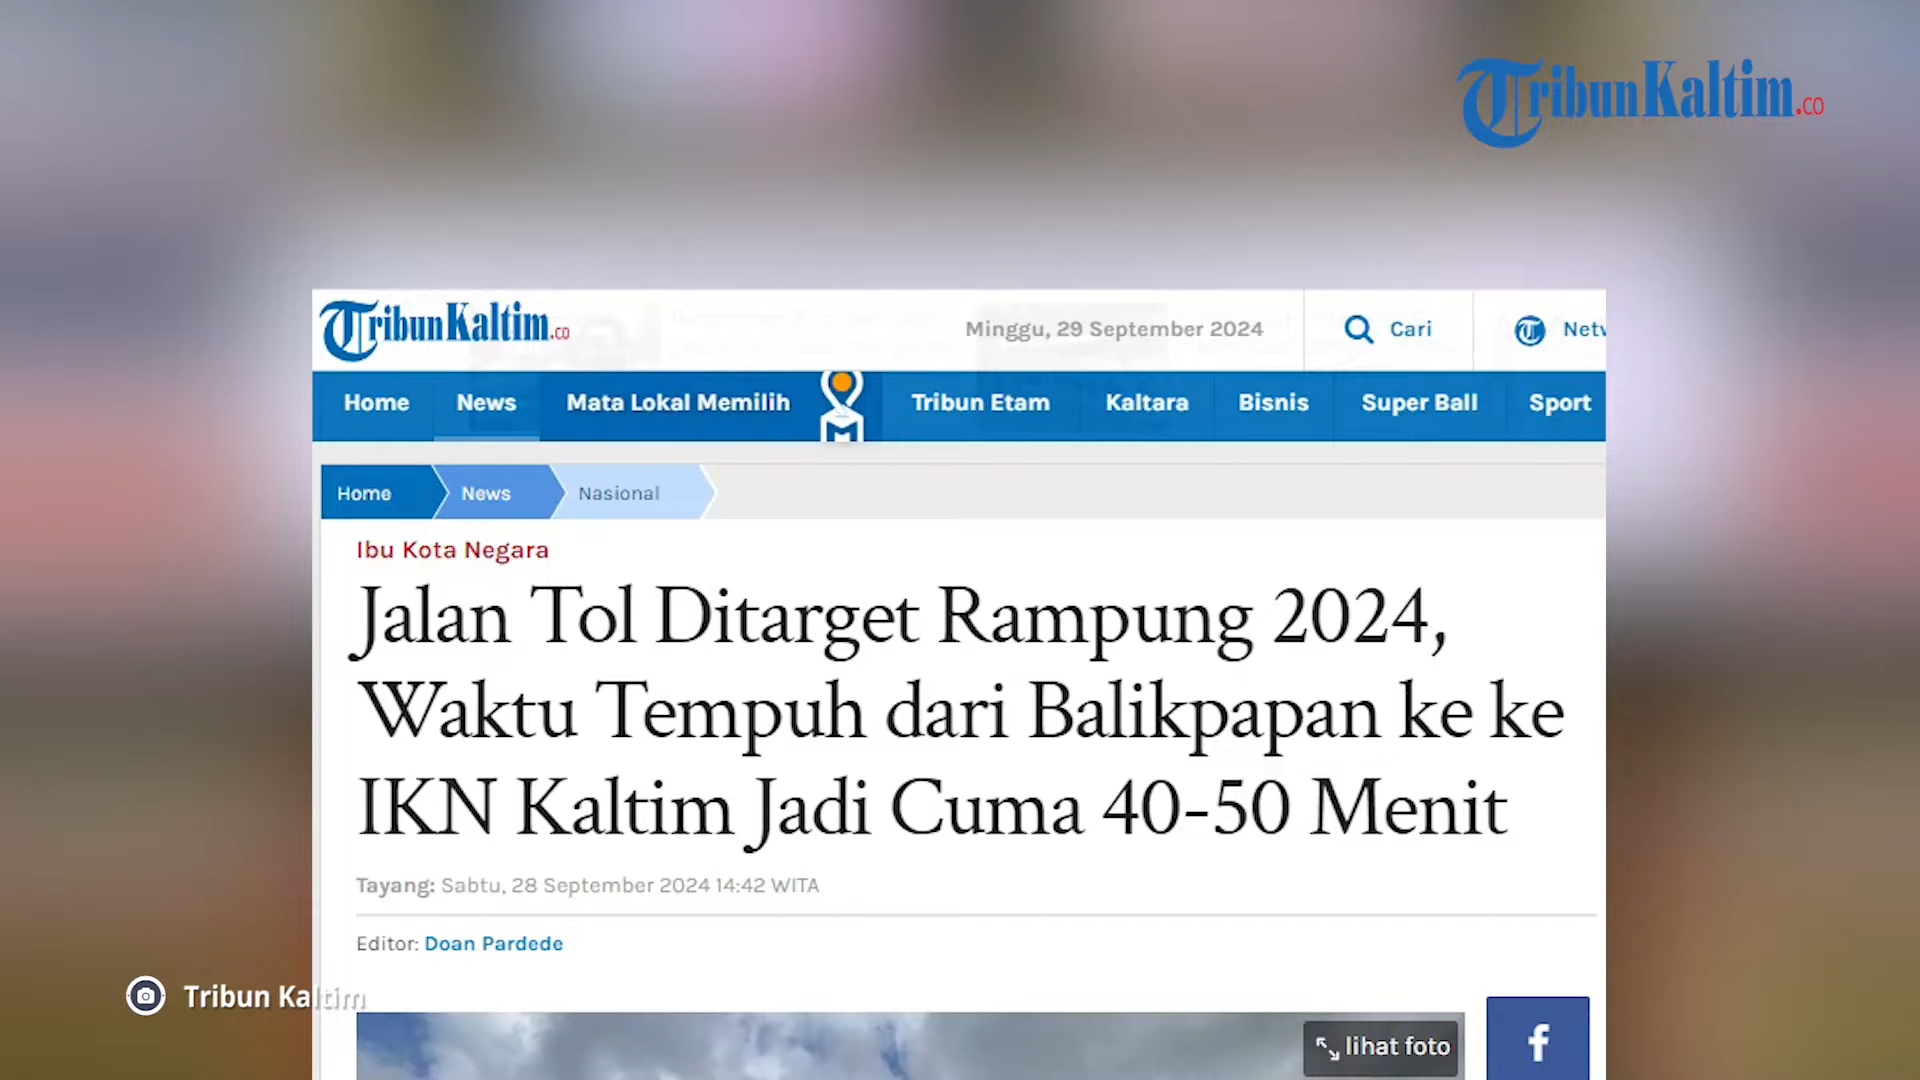 TribunKaltim.co
TribunKaltim.co
Minggu, 29 September 2024
Cari
Netv
Home
News
Mata Lokal Memilih
Tribun Etam
Kaltara
Bisnis
Super Ball
Sport
Home
News
Nasional
Ibu Kota Negara
Jalan Tol Ditarget Rampung 2024,
Waktu Tempuh dari Balikpapan ke ke
IKN Kaltim Jadi Cuma 40-50 Menit
Tayang: Sabtu, 28 September 2024 14:42 WITA
Editor: Doan Pardede
Tribun Kaltim
lihat foto